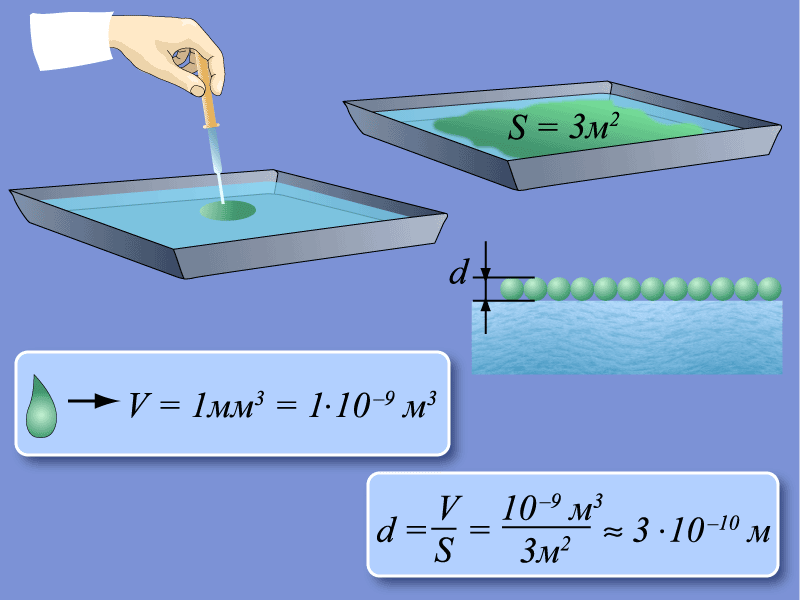 S = 3м²
d
V = 1мм³ = 1·10⁻⁹ м³
d = V/S = 10⁻⁹ м³/3м² ≈ 3 · 10⁻¹⁰ м